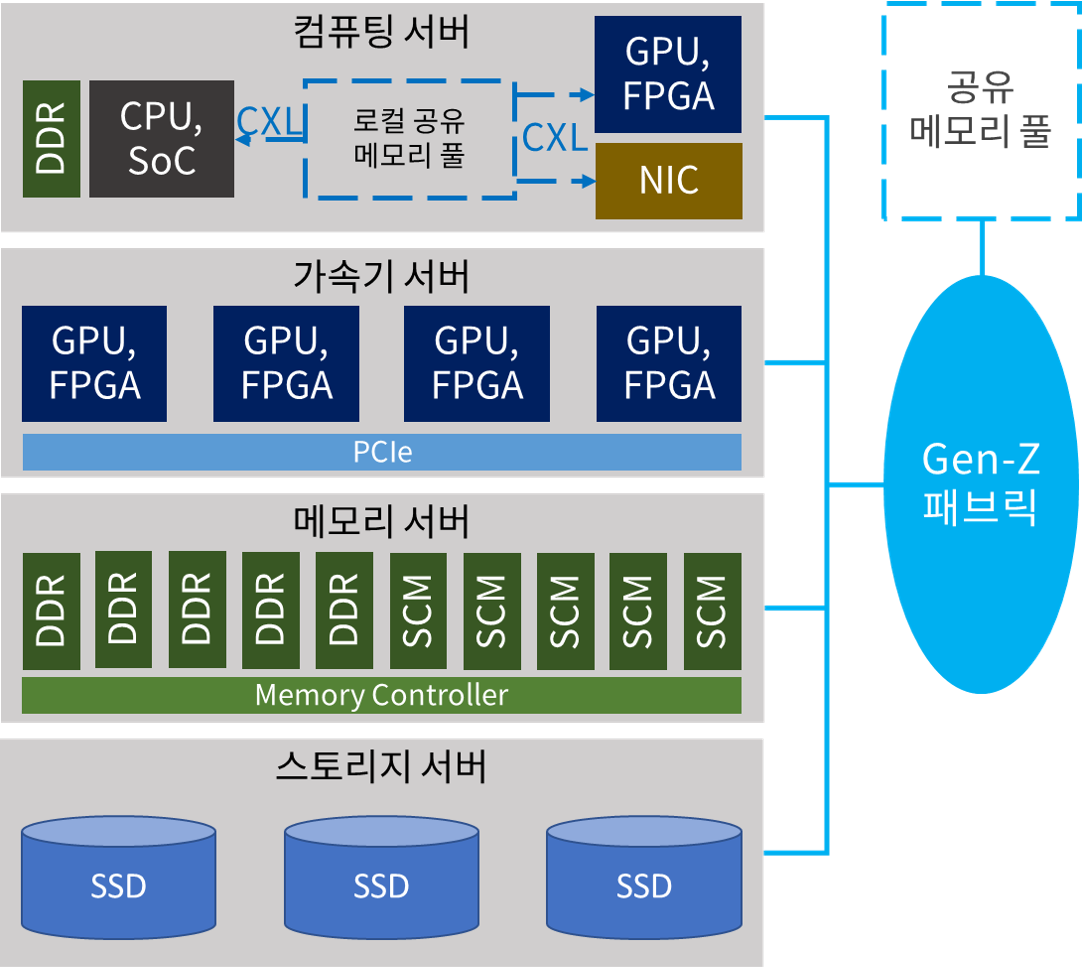 컴퓨팅 서버
DDR
CPU,
SoC
CXL
로컬 공유
메모리 풀
CXL
GPU,
FPGA
NIC
가속기 서버
GPU,
FPGA
GPU,
FPGA
GPU,
FPGA
GPU,
FPGA
PCIe
메모리 서버
DDR
DDR
DDR
DDR
DDR
SCM
SCM
SCM
SCM
SCM
Memory Controller
스토리지 서버
SSD
SSD
SSD
공유
메모리 풀
Gen-Z
패브릭